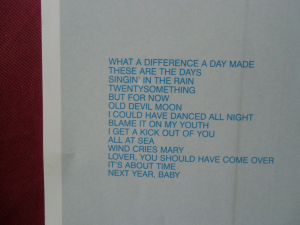 WHAT A DIFFERENCE A DAY MADE
THESE ARE THE DAYS
SINGIN' IN THE RAIN
TWENTYSOMETHING
BUT FOR NOW
OLD DEVIL MOON
I COULD HAVE DANCED ALL NIGHT
BLAME IT ON MY YOUTH
I GET A KICK OUT OF YOU
ALL AT SEA
WIND CRIES MARY
LOVER, YOU SHOULD HAVE COME OVER
IT'S ABOUT TIME
NEXT YEAR, BABY